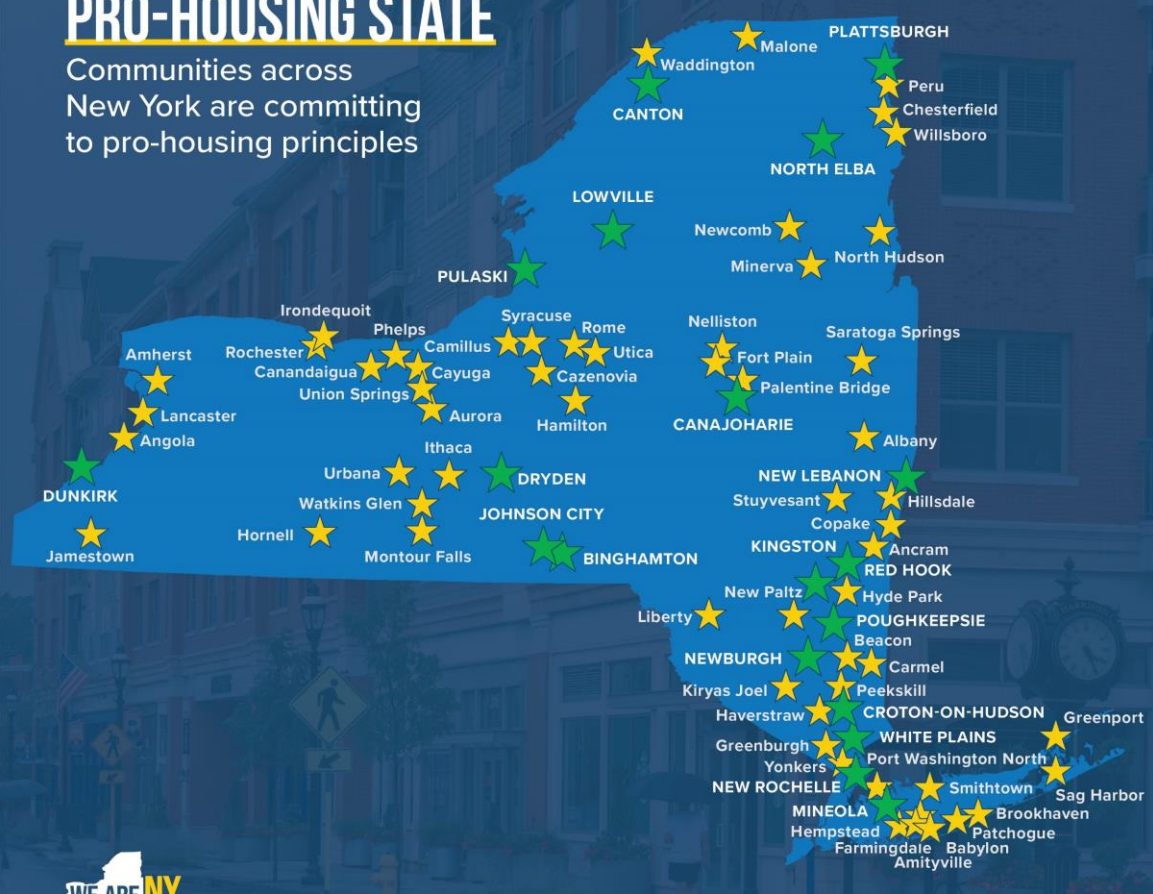 PRO-HOUSING STATE
Communities across
New York are committing
to pro-housing principles
PLATTSBURGH
Malone
Waddington
Peru
CANTON
Chesterfield
Willsboro
NORTH ELBA
LOWVILLE
Newcomb
North Hudson
Minerva
PULASKI
Irondequoit
Syracuse
Nelliston
Phelps
Rome
Saratoga Springs
Rochester
Camillus
Utica
Amherst
Fort Plain
Canandaigua
Cayuga
Cazenovia
Palentine Bridge
Union Springs
Lancaster
Aurora
Hamilton
CANAJOHARIE
Angola
Albany
Ithaca
Urbana
DRYDEN
NEW LEBANON
DUNKIRK
Watkins Glen
Stuyvesant
Hillsdale
JOHNSON CITY
Copake
Hornell
KINGSTON
Ancram
Jamestown
Montour Falls
BINGHAMTON
RED HOOK
New Paltz
Hyde Park
Liberty
POUGHKEEPSIE
Beacon
NEWBURGH
Carmel
Kiryas Joel
Peekskill
Haverstraw
CROTON-ON-HUDSON
Greenport
Greenburgh
WHITE PLAINS
Yonkers
Port Washington North
NEW ROCHELLE
Smithtown
Sag Harbor
MINEOLA
Brookhaven
Hempstead
Patchogue
Farmingdale
Babylon
Amityville
WE ARE NY